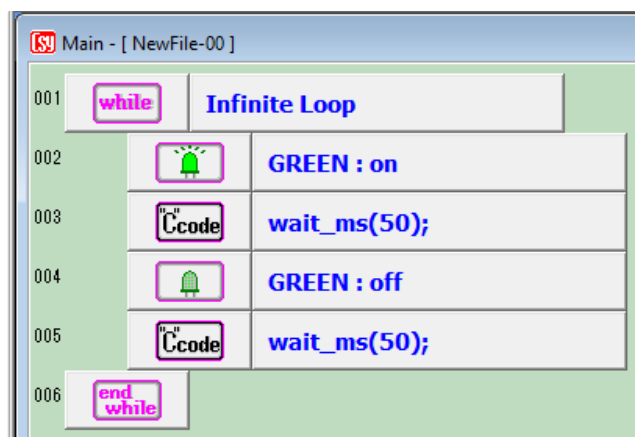 CSy Main - [ NewFile-00 ]
001 while Infinite Loop
002 GREEN : on
003 "C" code wait_ms(50);
004 GREEN : off
005 "C" code wait_ms(50);
006 end while